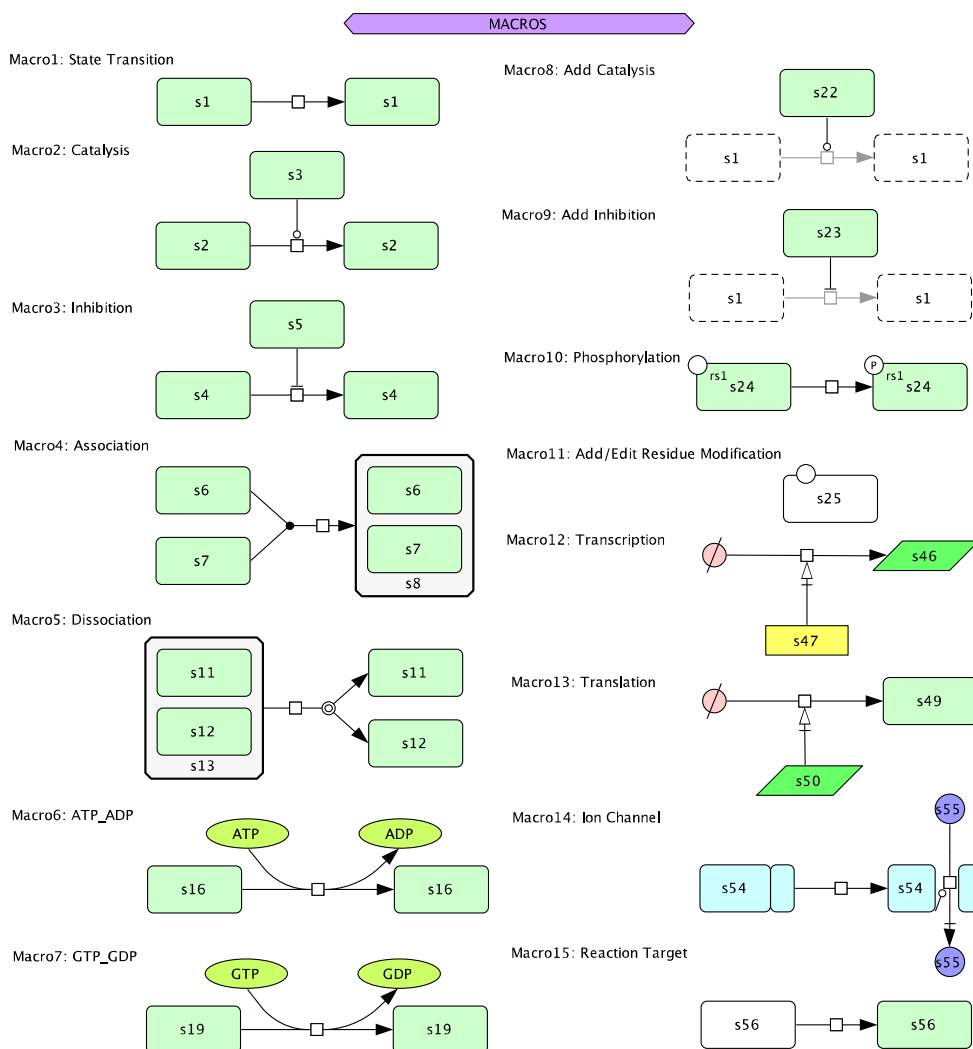 MACROS
Macro1: State Transition
s1
s1
Macro2: Catalysis
s3
s2
s2
Macro3: Inhibition
s5
s4
s4
Macro4: Association
s6
s7
s6
s7
s8
Macro5: Dissociation
s11
s12
s13
s11
s12
Macro6: ATP_ADP
ATP
ADP
s16
s16
Macro7: GTP_GDP
GTP
GDP
s19
s19
Macro8: Add Catalysis
s22
s1
s1
Macro9: Add Inhibition
s23
s1
s1
Macro10: Phosphorylation
rs1
s24
P
rs1
s24
Macro11: Add/Edit Residue Modification
s25
Macro12: Transcription
s46
s47
Macro13: Translation
s49
s50
Macro14: Ion Channel
s55
s54
s54
s55
Macro15: Reaction Target
s56
s56